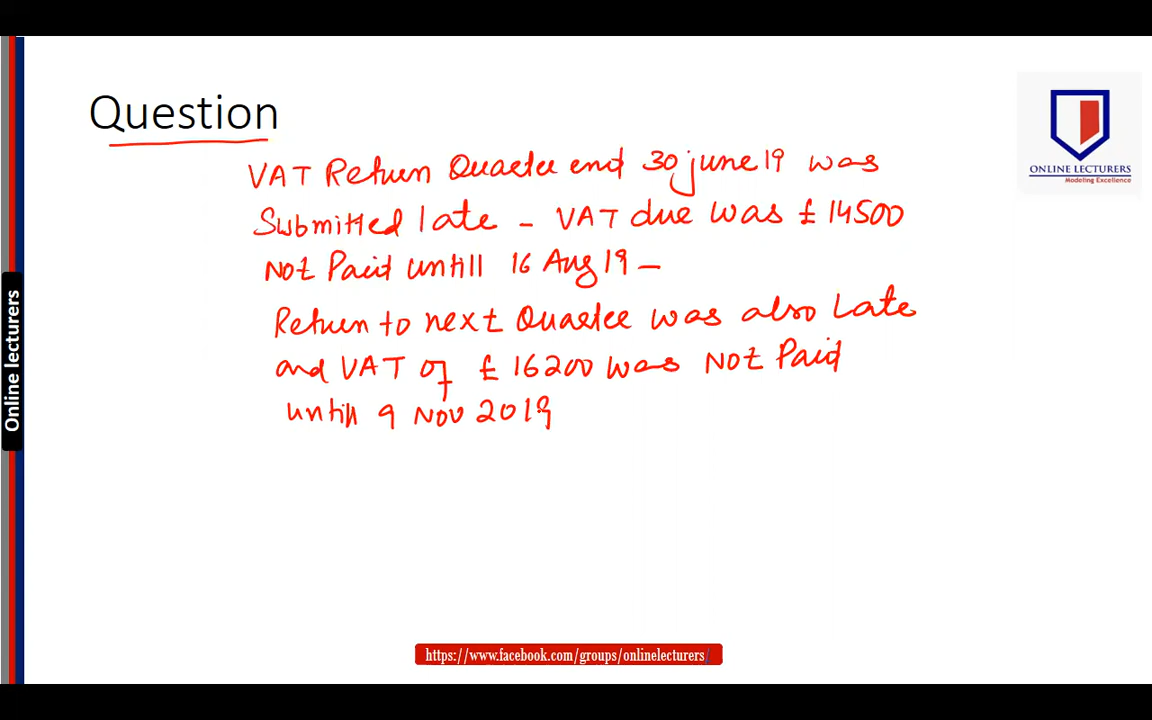 Question
VAT Return Quarter end 30 june 19 was
Submitted late - VAT due was £ 14500
Not Paid untill 16 Aug 19 -
Return to next Quarter was also Late
and VAT of £ 16200 was Not Paid
untill 9 Nov 2019
ONLINE LECTURERS
Modeling Excellence
Online lecturers
https://www.facebook.com/groups/onlinelecturers/